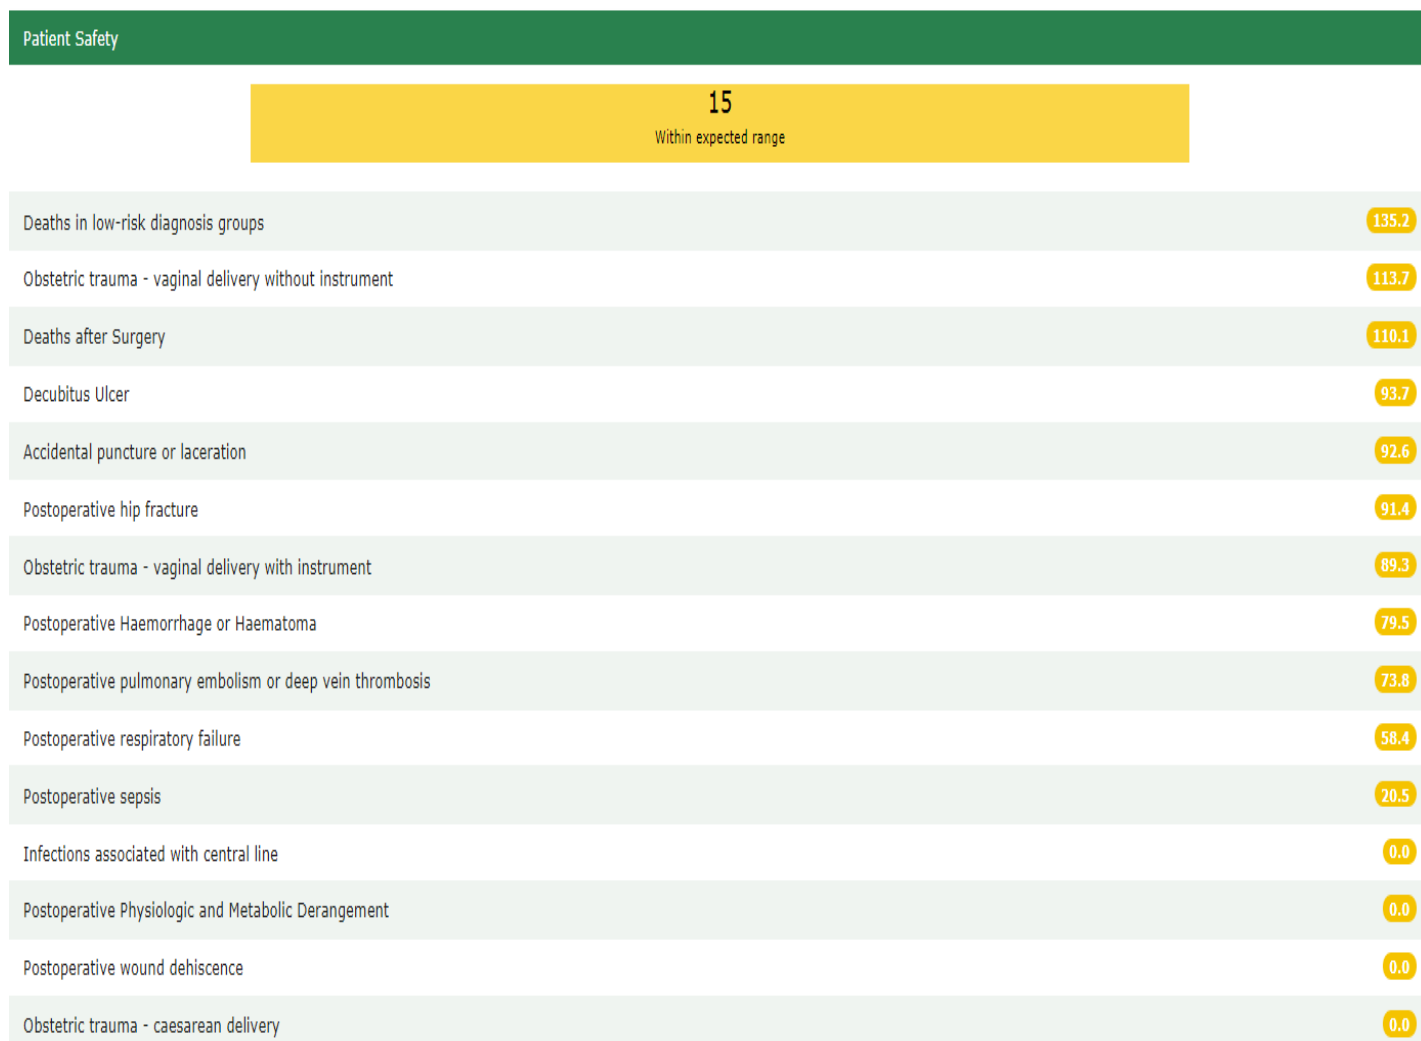 Patient Safety
15
Within expected range
Deaths in low-risk diagnosis groups 135.2
Obstetric trauma - vaginal delivery without instrument 113.7
Deaths after Surgery 110.1
Decubitus Ulcer 93.7
Accidental puncture or laceration 92.6
Postoperative hip fracture 91.4
Obstetric trauma - vaginal delivery with instrument 89.3
Postoperative Haemorrhage or Haematoma 79.5
Postoperative pulmonary embolism or deep vein thrombosis 73.8
Postoperative respiratory failure 58.4
Postoperative sepsis 20.5
Infections associated with central line 0.0
Postoperative Physiologic and Metabolic Derangement 0.0
Postoperative wound dehiscence 0.0
Obstetric trauma - caesarean delivery 0.0